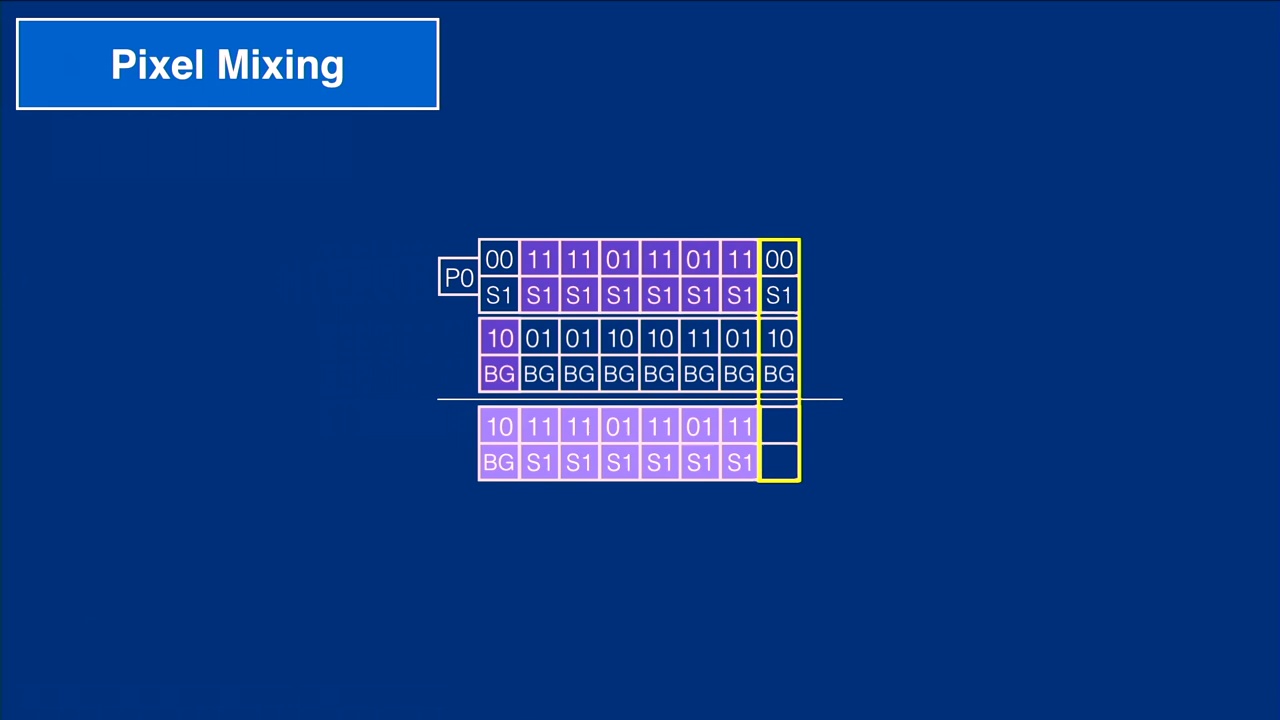 Pixel Mixing
00 11 11 01 11 01 11 00
P0
S1 S1 S1 S1 S1 S1 S1 S1
10 01 01 10 10 11 01 10
BG BG BG BG BG BG BG BG
10 11 11 01 11 01 11
BG S1 S1 S1 S1 S1 S1